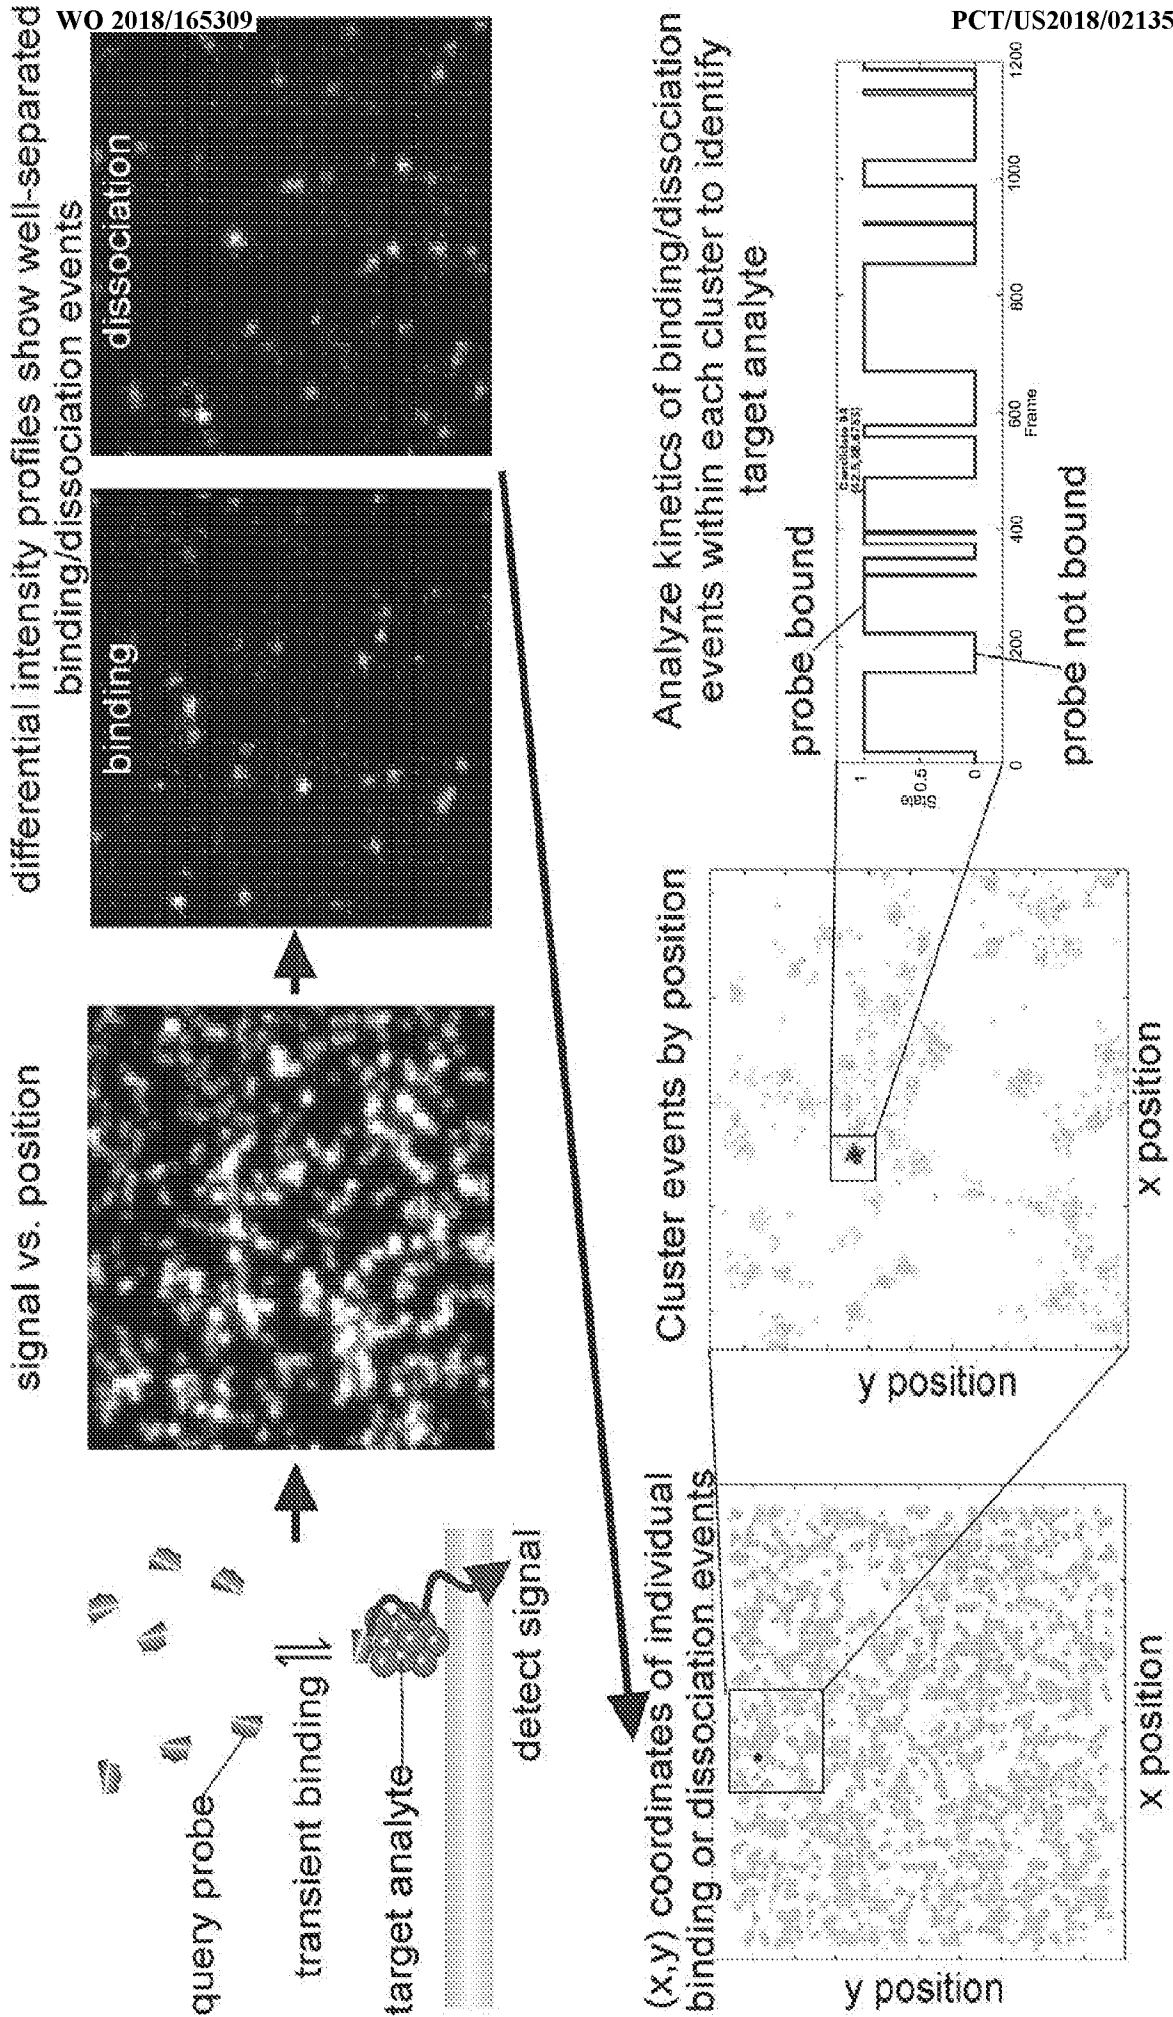 WO 2018/165309
PCT/US2018/02135
signal vs. position
differential intensity profiles show well-separated
binding/dissociation events
binding
dissociation
query probe
transient binding
target analyte
detect signal
(x,y) coordinates of individual
binding or dissociation events
y position
x position
Cluster events by position
y position
x position
Analyze kinetics of binding/dissociation
events within each cluster to identify
target analyte
probe bound
Candidate 94
1
0.5
0
State
0
200
400
600
800
1000
1200
Frame
probe not bound